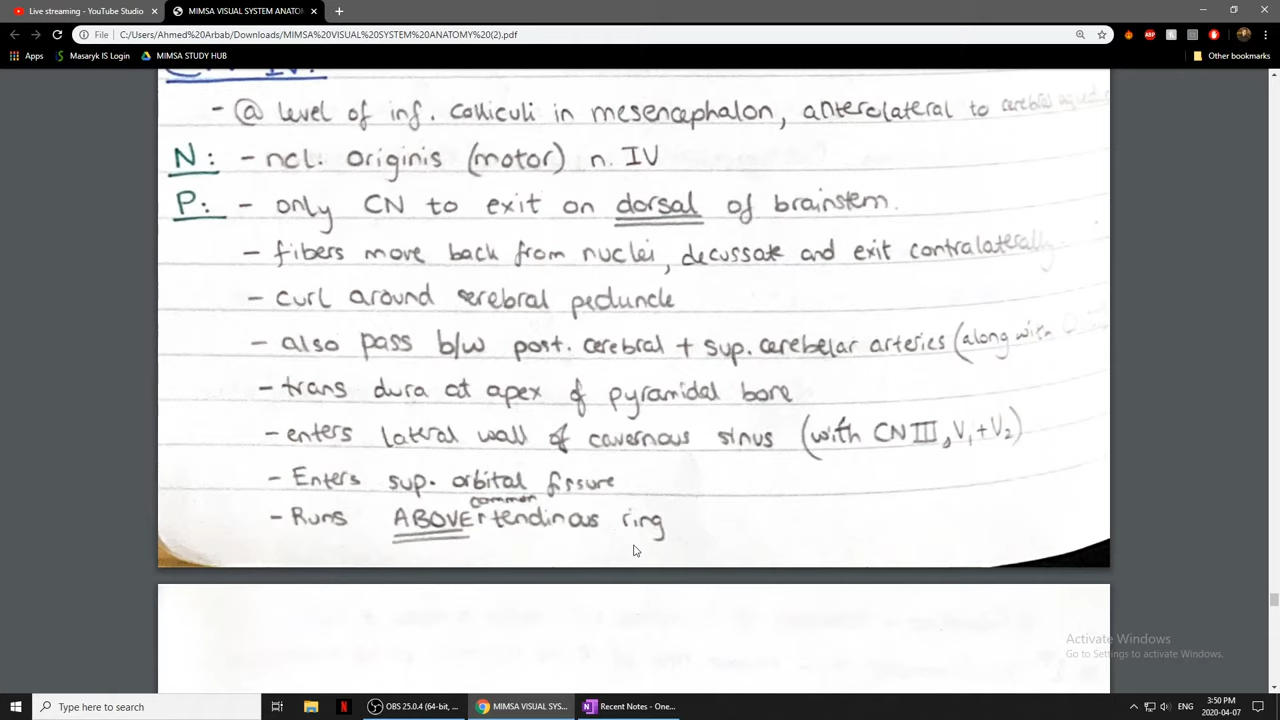 Live streaming - YouTube Studio
MIMSA VISUAL SYSTEM ANATOM
File
C:/Users/Ahmed%20Arbab/Downloads/MIMSA%20VISUAL%20SYSTEM%20ANATOMY%20(2).pdf
Apps
Masaryk IS Login
MIMSA STUDY HUB
Other bookmarks
- @ level of inf. colliculi in mesencephalon, anterolateral to cerebral
N: - ncl. originis (motor) n. IV
P: - only CN to exit on dorsal of brainstem.
- fibers move back from nuclei, decussate and exit contralaterally
- curl around cerebral peduncle
- also pass b/w post. cerebral + sup. cerebelar arteries (along with
- trans dura at apex of pyramidal bone
- enters lateral wall of cavernous sinus (with CN III, V1 + V2)
- Enters sup. orbital fissure
common
- Runs ABOVE tendinous ring
Activate Windows
Go to Settings to activate Windows.
Type here to search
OBS 25.0.4 (64-bit, ...
MIMSA VISUAL SYS...
Recent Notes - One...
ENG
3:50 PM
2020-04-07